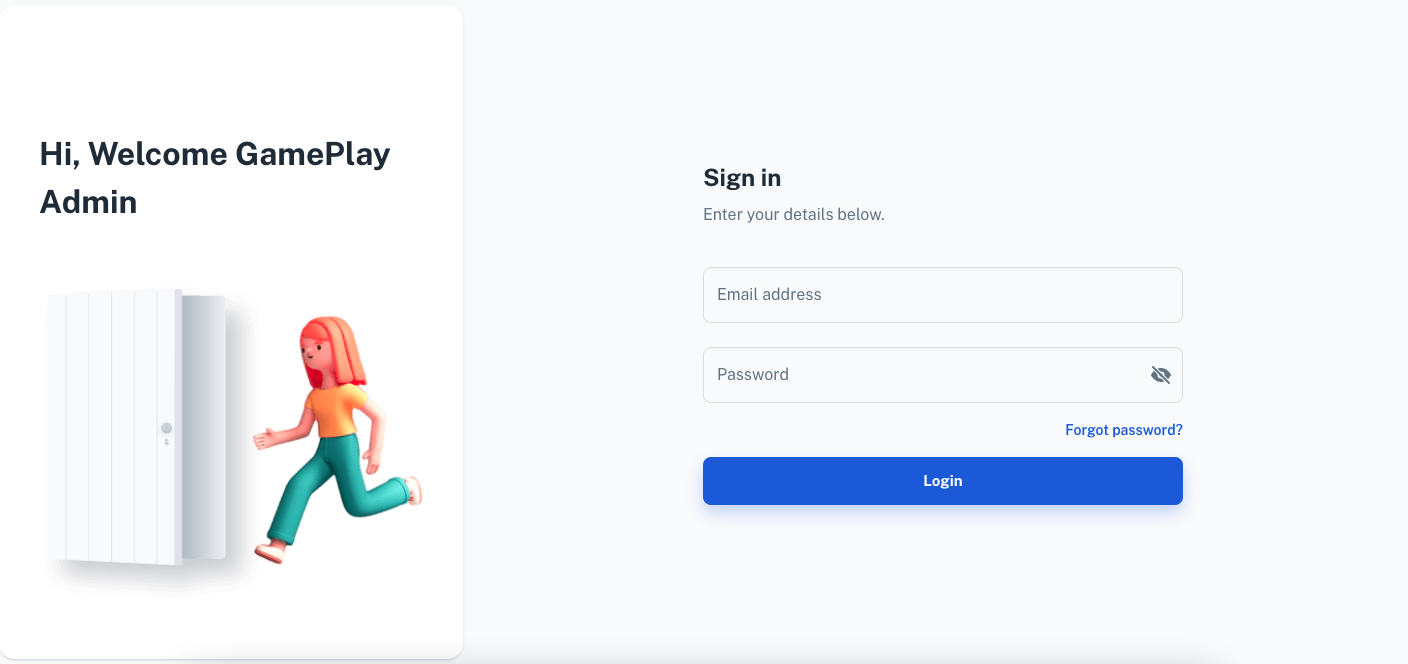 Hi, Welcome GamePlay
Admin
Sign in
Enter your details below.
Email address
Password
Forgot password?
Login